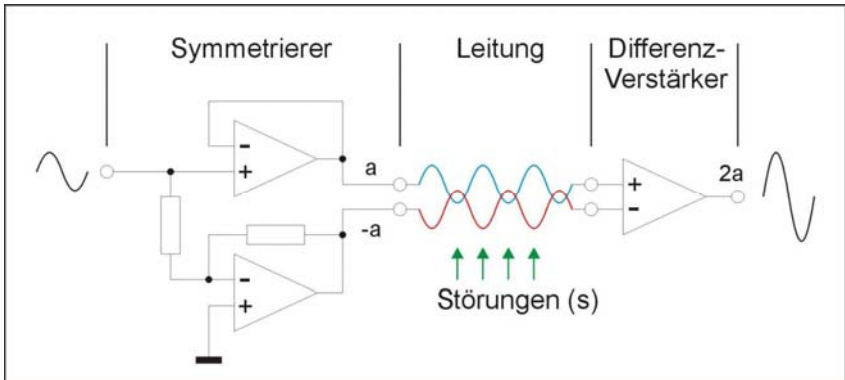 Symmetrierer
Leitung
Differenz-
Verstärker
-
+
a
+
-
2a
-a
-
+
Störungen (s)